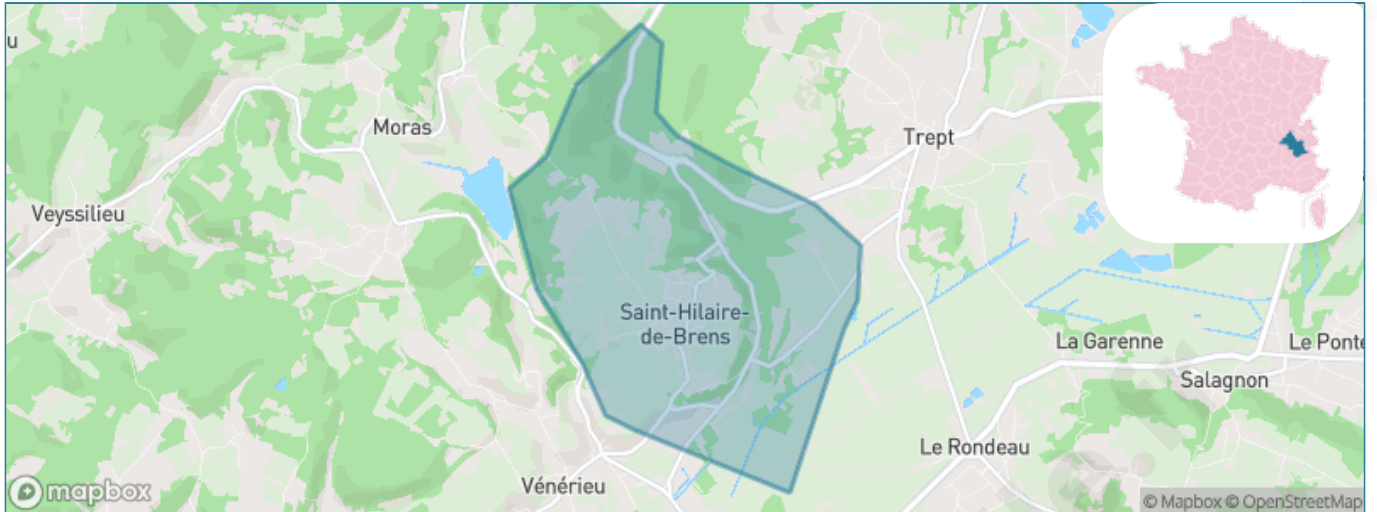 u
Moras
Trept
Veyssilieu
Saint-Hilaire-
de-Brens
La Garenne
Le Ponte
Salagnon
Le Rondeau
Vénérieu
mapbox
© Mapbox © OpenStreetMap